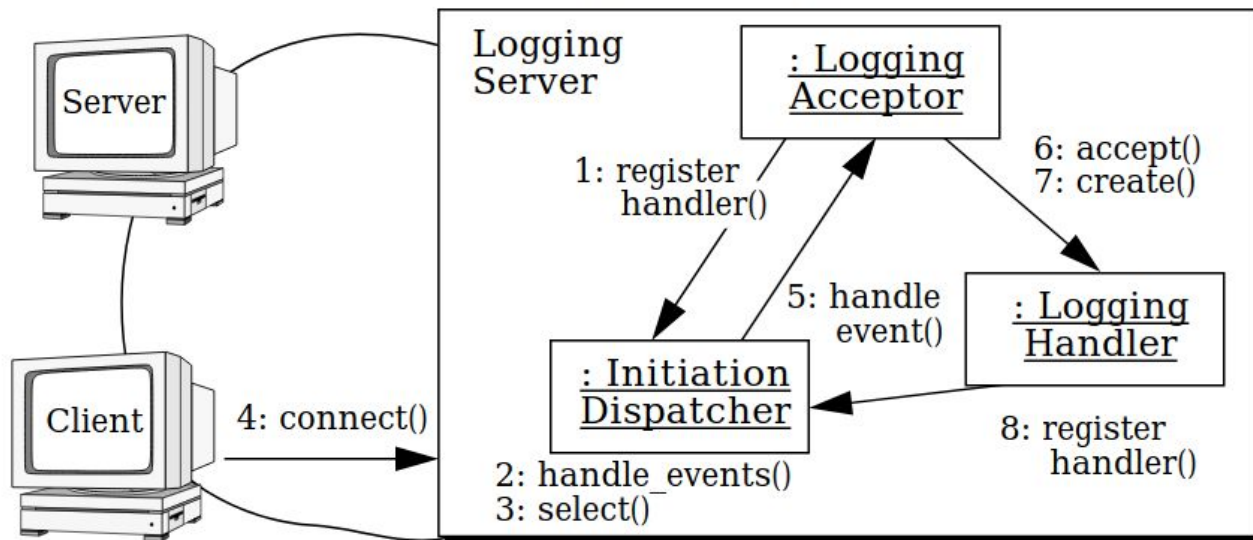 Server
Client
4: connect()
Logging
Server
: Logging
Acceptor
1: register
handler()
6: accept()
7: create()
5: handle
event()
: Logging
Handler
: Initiation
Dispatcher
8: register
handler()
2: handle_events()
3: select()